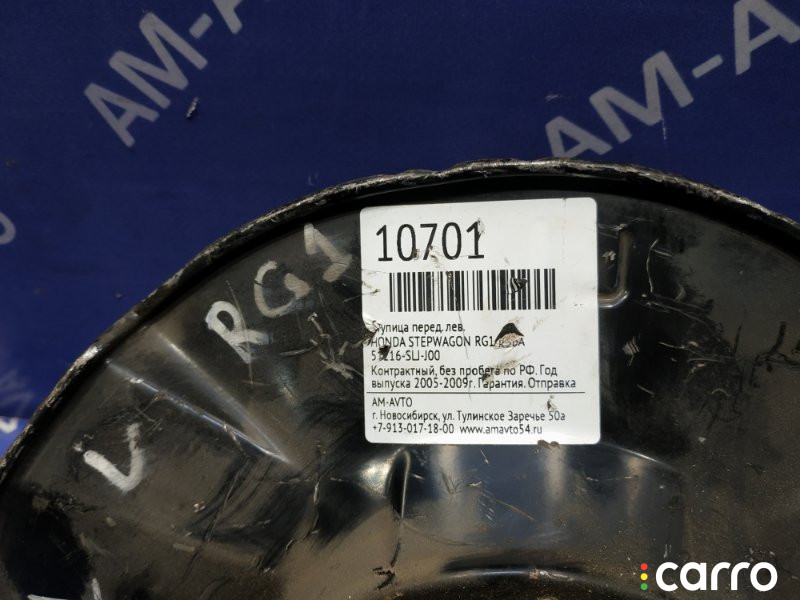 AM-A
AM-AV
RG1
V
10701
перед. лев.
HONDA STEPWAGON RG1
Контрактный, без пробега по РФ. Год
выпуска 2005-2009г. Гарантия. Отправка
AM-AVTO
г. Новосибирск, ул. Тулинское Заречье 50а
+7-913-017-18-00 www.amavto54.ru
carro